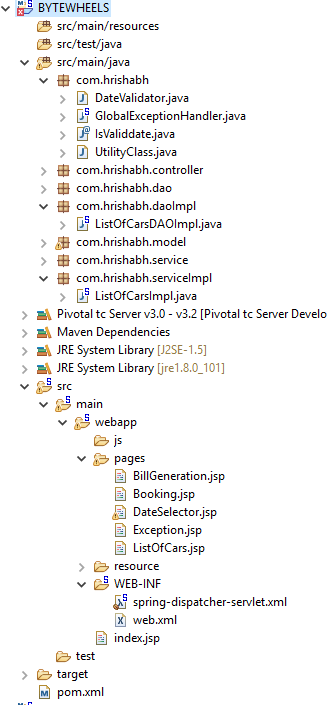 BYTEWHEELS
src/main/resources
src/test/java
src/main/java
com.hrishabh
DateValidator.java
GlobalExceptionHandler.java
IsValiddate.java
UtilityClass.java
com.hrishabh.controller
com.hrishabh.dao
com.hrishabh.daoImpl
ListOfCarsDAOImpl.java
com.hrishabh.model
com.hrishabh.service
com.hrishabh.serviceImpl
ListOfCarsImpl.java
Pivotal tc Server v3.0 - v3.2 [Pivotal tc Server Develo
Maven Dependencies
JRE System Library [J2SE-1.5]
JRE System Library [jre1.8.0_101]
src
main
webapp
js
pages
BillGeneration.jsp
Booking.jsp
DateSelector.jsp
Exception.jsp
ListOfCars.jsp
resource
WEB-INF
spring-dispatcher-servlet.xml
web.xml
index.jsp
test
target
pom.xml